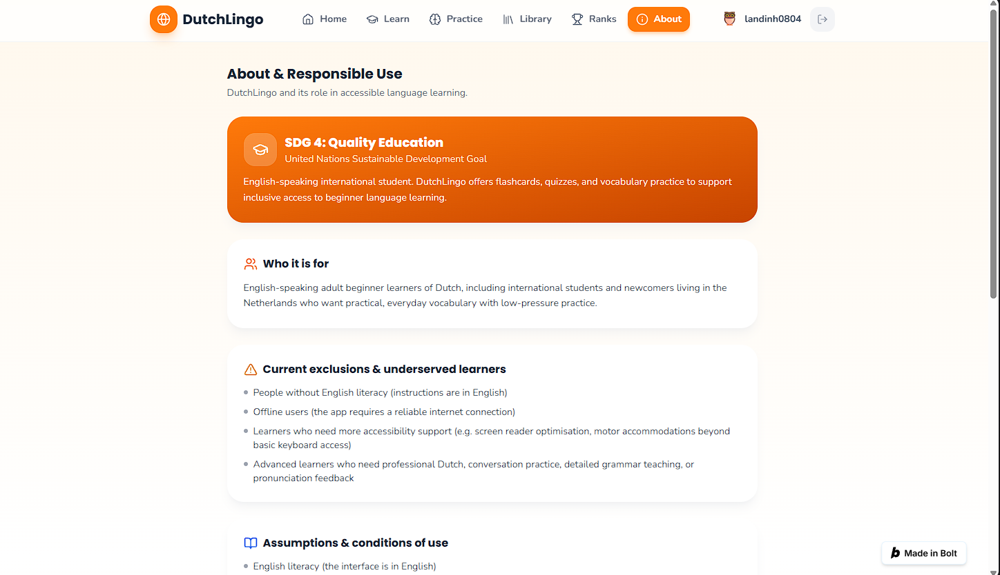 DutchLingo
Home
Learn
Practice
Library
Ranks
About
landinh0804
About & Responsible Use
DutchLingo and its role in accessible language learning.
SDG 4: Quality Education
United Nations Sustainable Development Goal
English-speaking international student. DutchLingo offers flashcards, quizzes, and vocabulary practice to support
inclusive access to beginner language learning.
Who it is for
English-speaking adult beginner learners of Dutch, including international students and newcomers living in the
Netherlands who want practical, everyday vocabulary with low-pressure practice.
Current exclusions & underserved learners
People without English literacy (instructions are in English)
Offline users (the app requires a reliable internet connection)
Learners who need more accessibility support (e.g. screen reader optimisation, motor accommodations beyond
basic keyboard access)
Advanced learners who need professional Dutch, conversation practice, detailed grammar teaching, or
pronunciation feedback
Assumptions & conditions of use
English literacy (the interface is in English)
b Made in Bolt